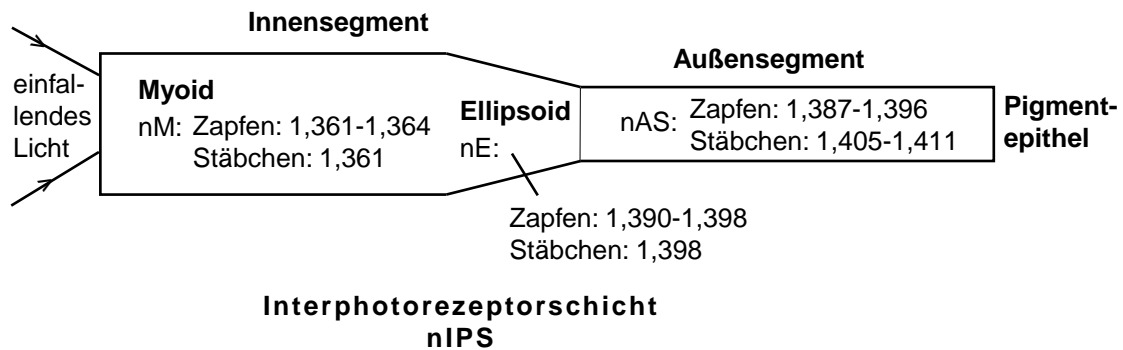 Innensegment
Außensegment
einfal-
lendes
Licht
Myoid
nM: Zapfen: 1,361-1,364
Stäbchen: 1,361
Ellipsoid
nE:
nAS: Zapfen: 1,387-1,396
Stäbchen: 1,405-1,411
Pigment-
epithel
Zapfen: 1,390-1,398
Stäbchen: 1,398
Interphotorezeptorschicht
nIPS